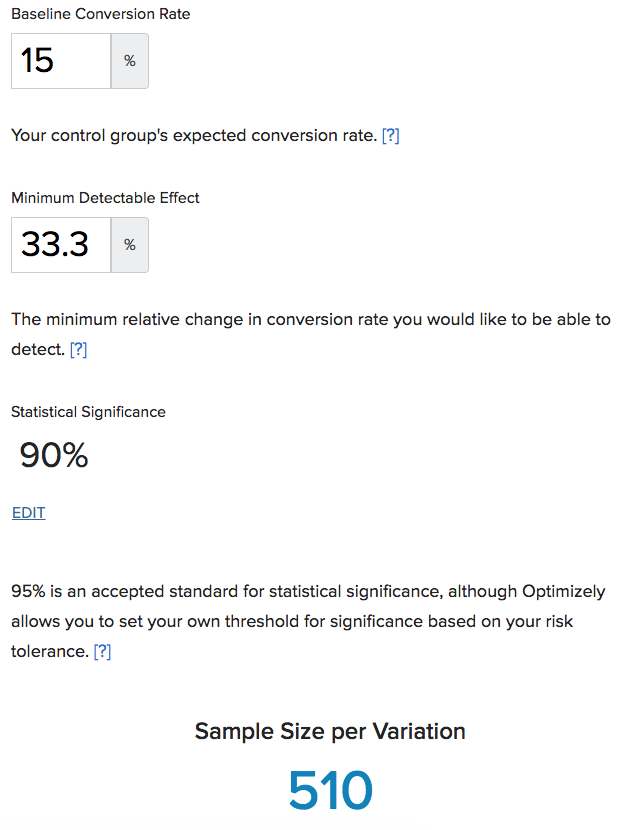 Baseline Conversion Rate
15 %
Your control group's expected conversion rate. [?]
Minimum Detectable Effect
33.3 %
The minimum relative change in conversion rate you would like to be able to
detect. [?]
Statistical Significance
90%
EDIT
95% is an accepted standard for statistical significance, although Optimizely
allows you to set your own threshold for significance based on your risk
tolerance. [?]
Sample Size per Variation
510